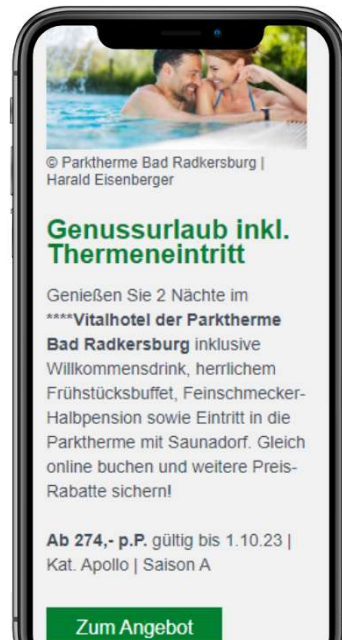 © Parktherme Bad Radkersburg |
Harald Eisenberger
Genussurlaub inkl.
Thermeneintritt
Genießen Sie 2 Nächte im
****Vitalhotel der Parktherme
Bad Radkersburg inklusive
Willkommensdrink, herrlichem
Frühstücksbuffet, Feinschmecker-
Halbpension sowie Eintritt in die
Parktherme mit Saunadorf. Gleich
online buchen und weitere Preis-
Rabatte sichern!
Ab 274,- p.P. gültig bis 1.10.23 |
Kat. Apollo | Saison A
Zum Angebot